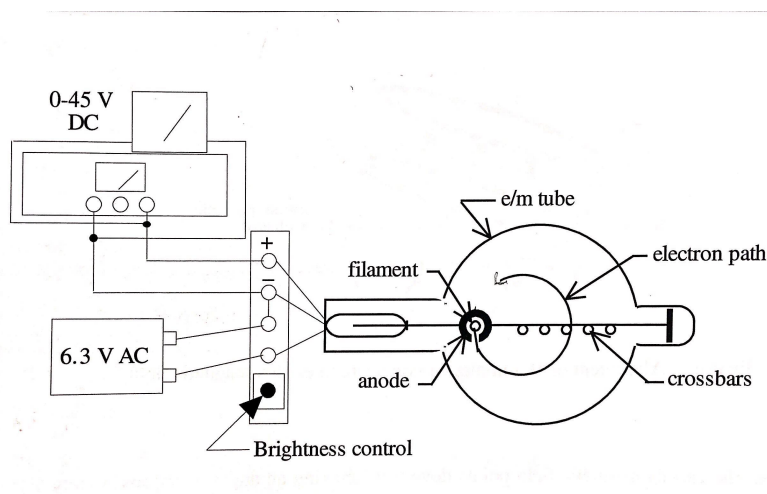 0-45 V
DC
e/m tube
+
electron path
filament
−
6.3 V AC
anode
crossbars
Brightness control